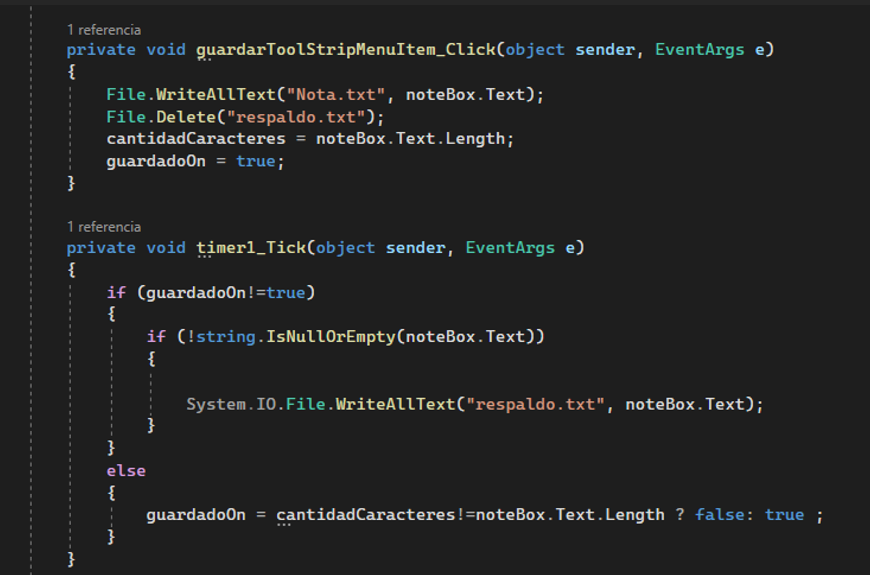 1 referencia
private void guardarToolStripMenuItem_Click(object sender, EventArgs e)
{
File.WriteAllText("Nota.txt", noteBox.Text);
File.Delete("respaldo.txt");
cantidadCaracteres = noteBox.Text.Length;
guardadoOn = true;
}
1 referencia
private void timer1_Tick(object sender, EventArgs e)
{
if (guardadoOn!=true)
{
if (!string.IsNullOrEmpty(noteBox.Text))
{
System.IO.File.WriteAllText("respaldo.txt", noteBox.Text);
}
}
else
{
guardadoOn = cantidadCaracteres!=noteBox.Text.Length ? false: true ;
}
}